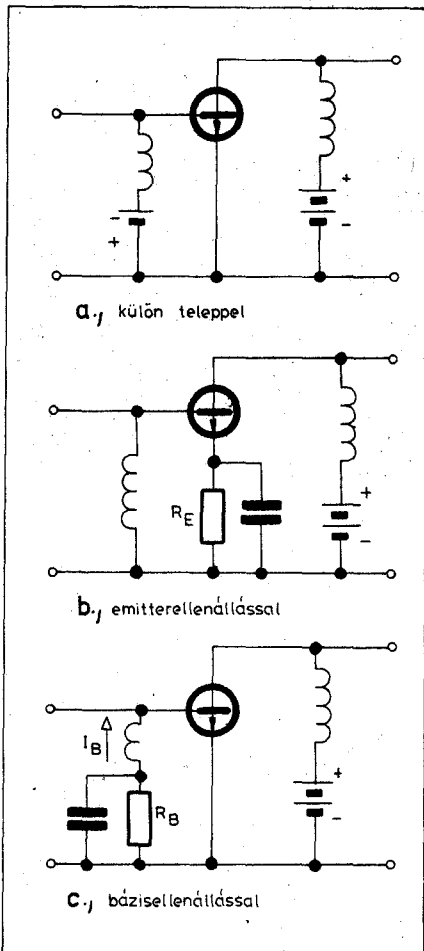 +
-
-
+
a., külön teleppel
R_E
+
-
b., emitterellenállással
I_B
R_B
+
-
c., bázisellenállással